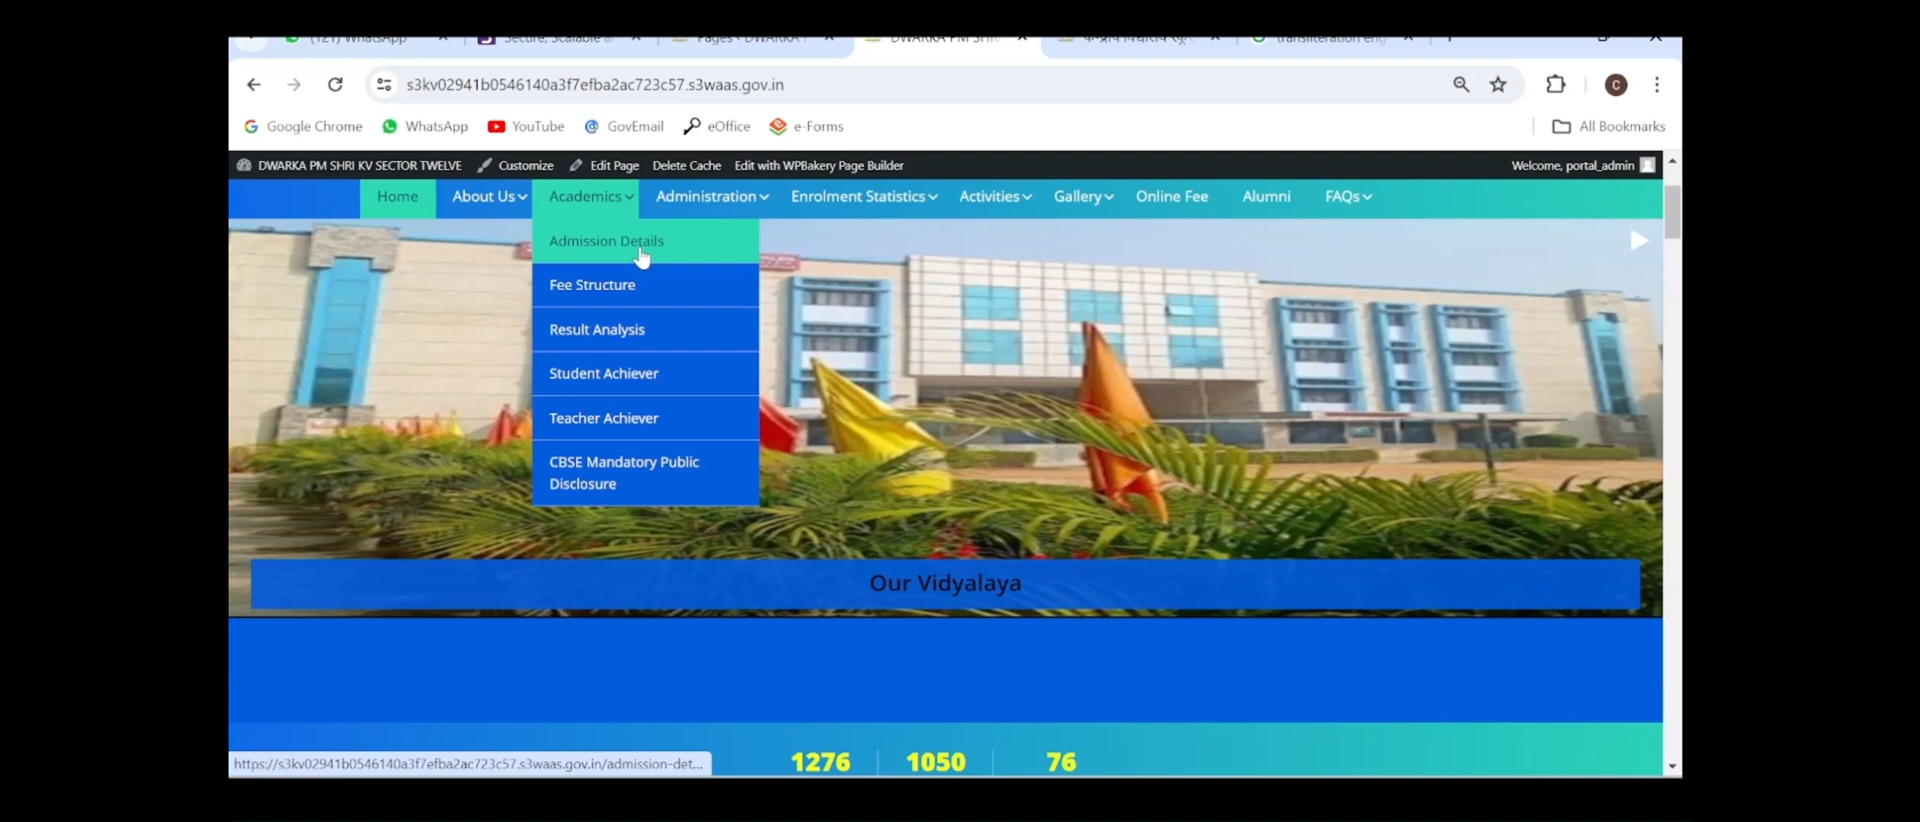 (121) WhatsApp
Secure, Scalable a
Pages ‹ DWARKA
DWARKA PM SHRI
transliteration eng
s3kv02941b0546140a3f7efba2ac723c57.s3waas.gov.in
Google Chrome WhatsApp YouTube GovEmail eOffice e-Forms All Bookmarks
DWARKA PM SHRI KV SECTOR TWELVE Customize Edit Page Delete Cache Edit with WPBakery Page Builder Welcome, portal_admin
Home About Us Academics Administration Enrolment Statistics Activities Gallery Online Fee Alumni FAQs
Admission Details
Fee Structure
Result Analysis
Student Achiever
Teacher Achiever
CBSE Mandatory Public
Disclosure
Our Vidyalaya
1276 1050 76
https://s3kv02941b0546140a3f7efba2ac723c57.s3waas.gov.in/admission-det...